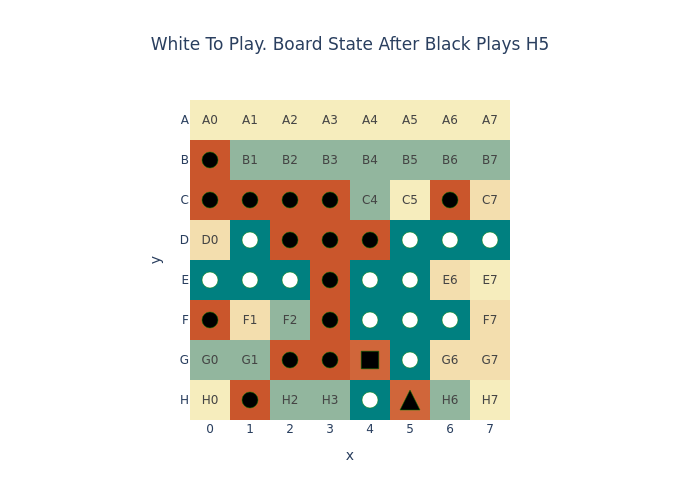 White To Play. Board State After Black Plays H5
A A0 A1 A2 A3 A4 A5 A6 A7
B B1 B2 B3 B4 B5 B6 B7
C C4 C5 C7
D D0
E E6 E7
F F1 F2 F7
G G0 G1 G6 G7
H H0 H2 H3 H6 H7
0 1 2 3 4 5 6 7
x
y